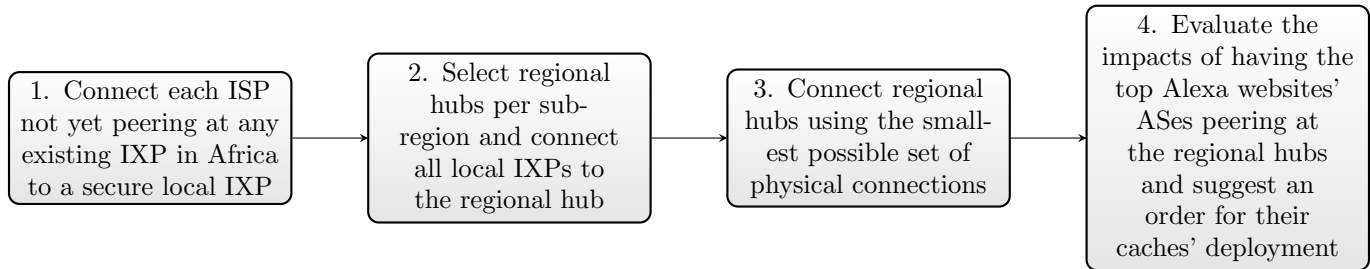 1. Connect each ISP
not yet peering at any
existing IXP in Africa
to a secure local IXP
2. Select regional
hubs per sub-
region and connect
all local IXPs to
the regional hub
3. Connect regional
hubs using the small-
est possible set of
physical connections
4. Evaluate the
impacts of having the
top Alexa websites'
ASes peering at
the regional hubs
and suggest an
order for their
caches' deployment